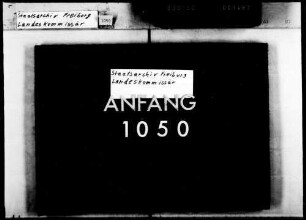 Staatsarchiv Freiburg
Landeskommissär
Staatsarchiv Freiburg
Landeskommissär
ANFANG
1050